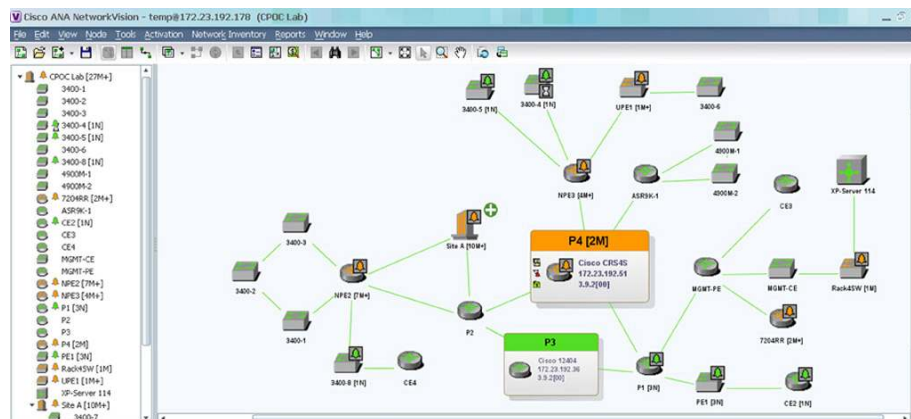 Cisco ANA NetworkVision - temp@172.23.192.178 (CPOC Lab)
File Edit View Node Tools Activation Network Inventory Reports Window Help
CPOC Lab [27M+]
3400-1
3400-2
3400-3
3400-4 [1N]
3400-5 [1N]
3400-6
3400-8 [1N]
4900M-1
4900M-2
7204RR [2M+]
ASR9K-1
CE2 [1N]
CE3
CE4
MGMT-CE
MGMT-PE
NPE2 [7M+]
NPE3 [4M+]
P1 [3N]
P2
P3
P4 [2M]
PE1 [3N]
Rack4SW [1M]
UPE1 [1M+]
XP-Server 114
Site A [10M+]
3400-7
3400-5 [1N]
3400-4 [1N]
UPE1 [1M+]
3400-6
4900M-1
NPE3 [4M+]
ASR9K-1
4900M-2
CE3
XP-Server 114
3400-3
Site A [10M+]
P4 [2M]
Cisco CRS4S
172.23.192.51
3.9.2[00]
3400-2
NPE2 [7M+]
MGMT-PE
MGMT-CE
Rack4SW [1M]
P2
3400-1
P3
Cisco 12404
172.23.192.36
3.9.2[00]
7204RR [2M+]
3400-8 [1N]
CE4
P1 [3N]
PE1 [3N]
CE2 [1N]